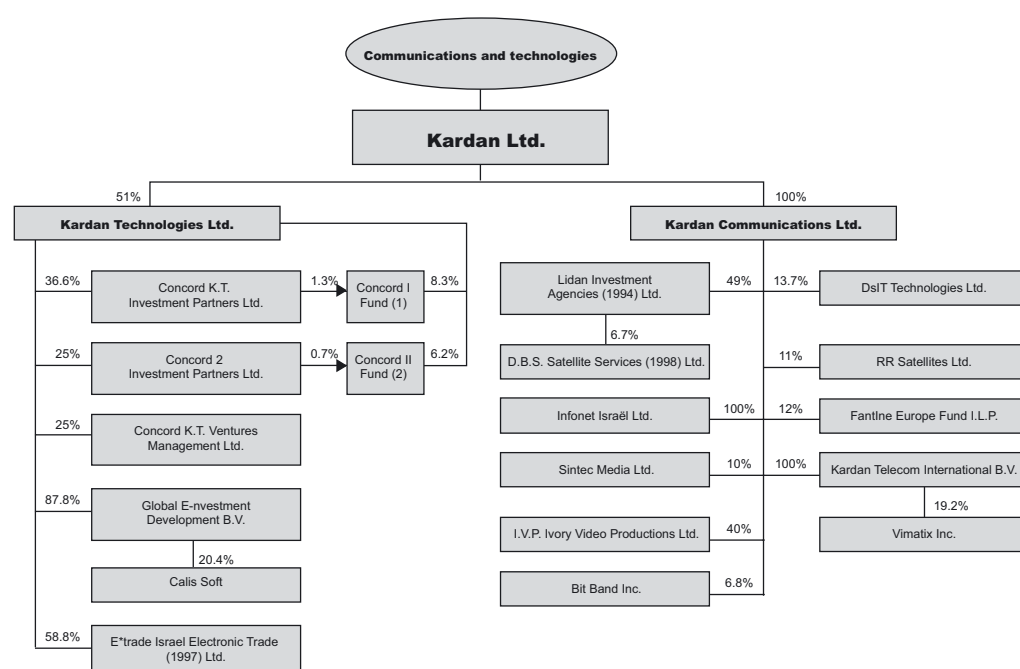 Communications and technologies
Kardan Ltd.
51%
100%
Kardan Technologies Ltd.
Kardan Communications Ltd.
36.6%
Concord K.T.
Investment Partners Ltd.
1.3%
Concord I
Fund (1)
8.3%
25%
Concord 2
Investment Partners Ltd.
0.7%
Concord II
Fund (2)
6.2%
25%
Concord K.T. Ventures
Management Ltd.
87.8%
Global E-nvestment
Development B.V.
20.4%
Calis Soft
58.8%
E*trade Israel Electronic Trade
(1997) Ltd.
Lidan Investment
Agencies (1994) Ltd.
49%
13.7%
DsIT Technologies Ltd.
6.7%
D.B.S. Satellite Services (1998) Ltd.
11%
RR Satellites Ltd.
Infonet Israël Ltd.
100%
12%
FantIne Europe Fund I.L.P.
Sintec Media Ltd.
10%
100%
Kardan Telecom International B.V.
19.2%
Vimatix Inc.
I.V.P. Ivory Video Productions Ltd.
40%
Bit Band Inc.
6.8%